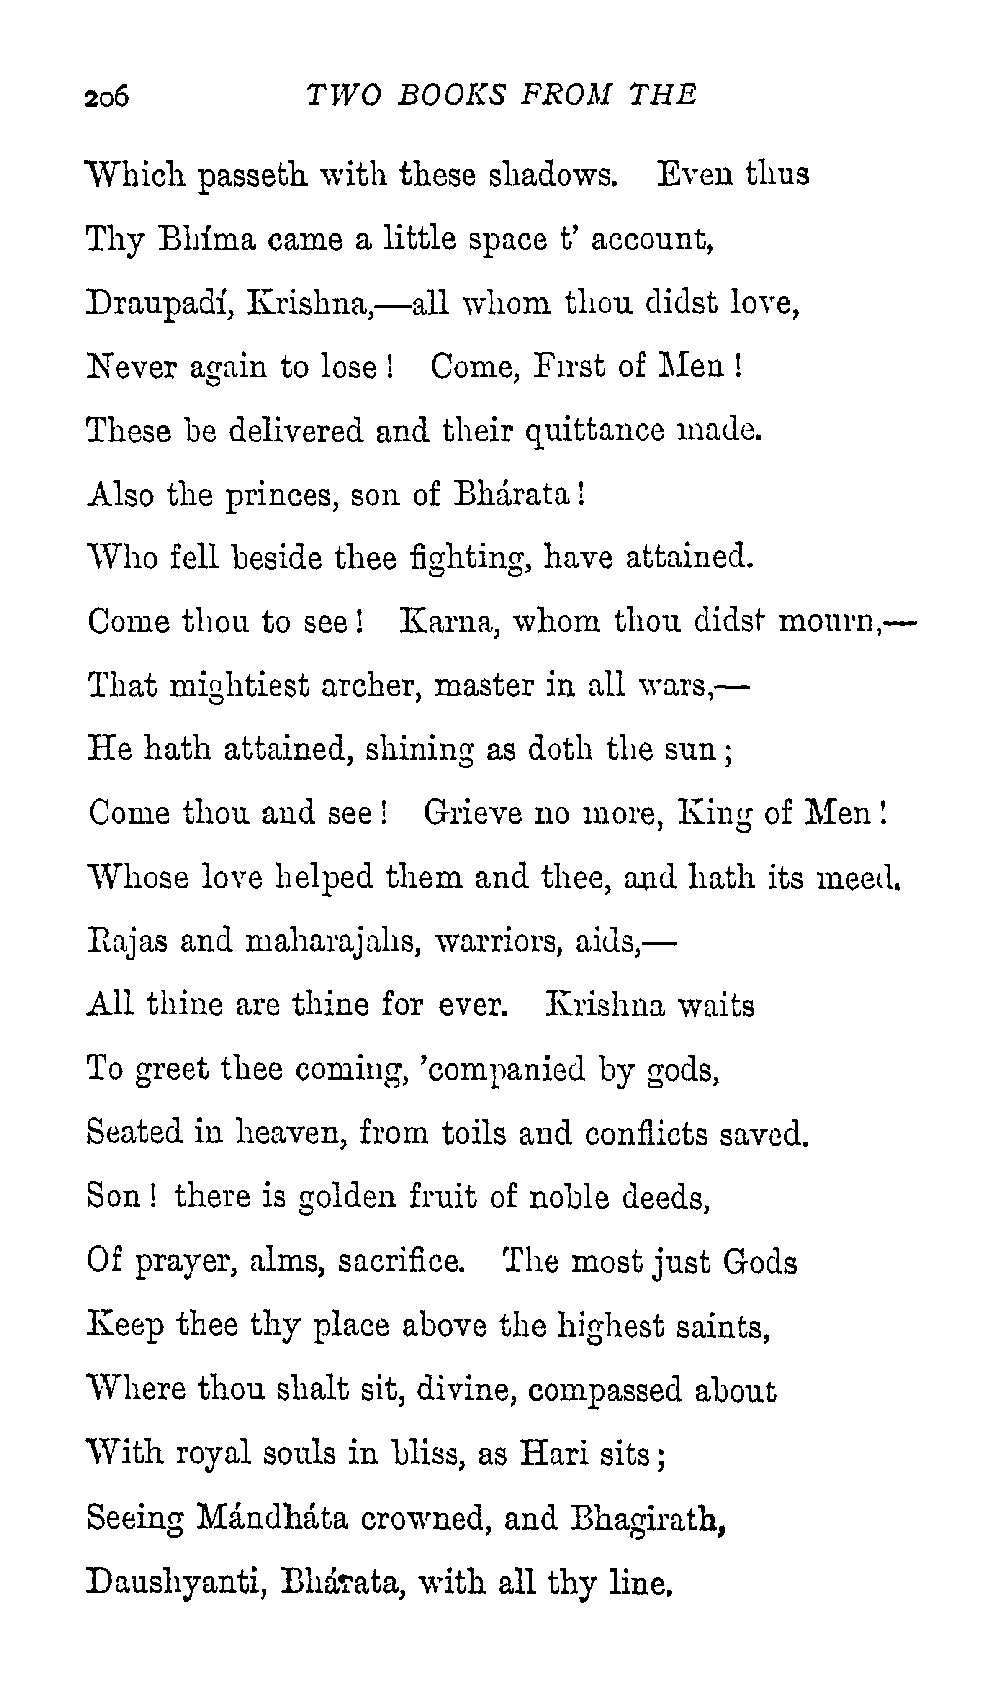 206 TWO BOOKS FROM THE
Which passeth with these shadows. Even thus
Thy Bhíma came a little space t’ account,
Draupadí, Krishna,—all whom thou didst love,
Never again to lose! Come, First of Men!
These be delivered and their quittance made.
Also the princes, son of Bhárata!
Who fell beside thee fighting, have attained.
Come thou to see! Karna, whom thou didst mourn,—
That mightiest archer, master in all wars,—
He hath attained, shining as doth the sun;
Come thou and see! Grieve no more, King of Men!
Whose love helped them and thee, and hath its meed.
Rajas and maharajahs, warriors, aids,—
All thine are thine for ever. Krishna waits
To greet thee coming, ’companied by gods,
Seated in heaven, from toils and conflicts saved.
Son! there is golden fruit of noble deeds,
Of prayer, alms, sacrifice. The most just Gods
Keep thee thy place above the highest saints,
Where thou shalt sit, divine, compassed about
With royal souls in bliss, as Hari sits;
Seeing Mándháta crowned, and Bhagirath,
Daushyanti, Bhárata, with all thy line.